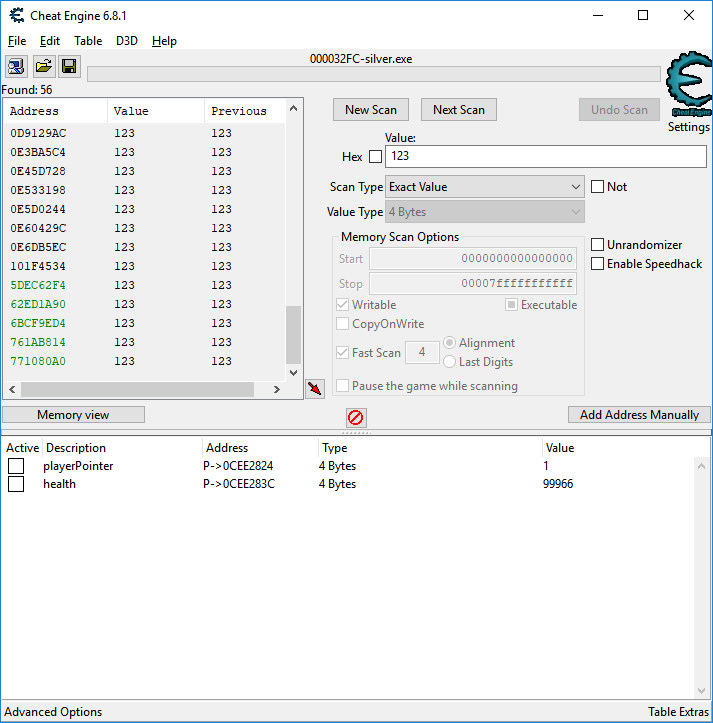 Cheat Engine 6.8.1
File Edit Table D3D Help
000032FC-silver.exe
Found: 56
Address Value Previous
0D9129AC 123 123
0E3BA5C4 123 123
0E45D728 123 123
0E533198 123 123
0E5D0244 123 123
0E60429C 123 123
0E6DB5EC 123 123
101F4534 123 123
5DEC62F4 123 123
62ED1A90 123 123
6BCF9ED4 123 123
761AB814 123 123
771080A0 123 123
Memory view
New Scan Next Scan Undo Scan
Cheat Engine
Settings
Value:
Hex 123
Scan Type Exact Value Not
Value Type 4 Bytes
Memory Scan Options
Start 0000000000000000
Stop 00007fffffffffff
Writable Executable
CopyOnWrite
Fast Scan 4 Alignment
Last Digits
Pause the game while scanning
Unrandomizer
Enable Speedhack
Add Address Manually
Active Description Address Type Value
playerPointer P->0CEE2824 4 Bytes 1
health P->0CEE283C 4 Bytes 99966
Advanced Options Table Extras